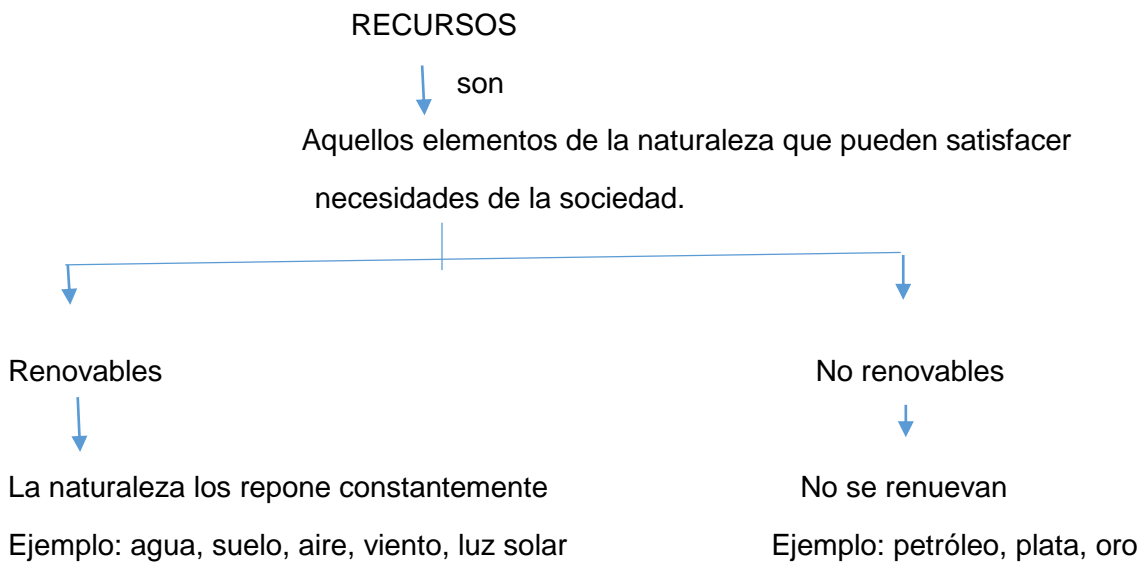 RECURSOS
son
Aquellos elementos de la naturaleza que pueden satisfacer
necesidades de la sociedad.
Renovables
No renovables
La naturaleza los repone constantemente
No se renuevan
Ejemplo: agua, suelo, aire, viento, luz solar
Ejemplo: petróleo, plata, oro